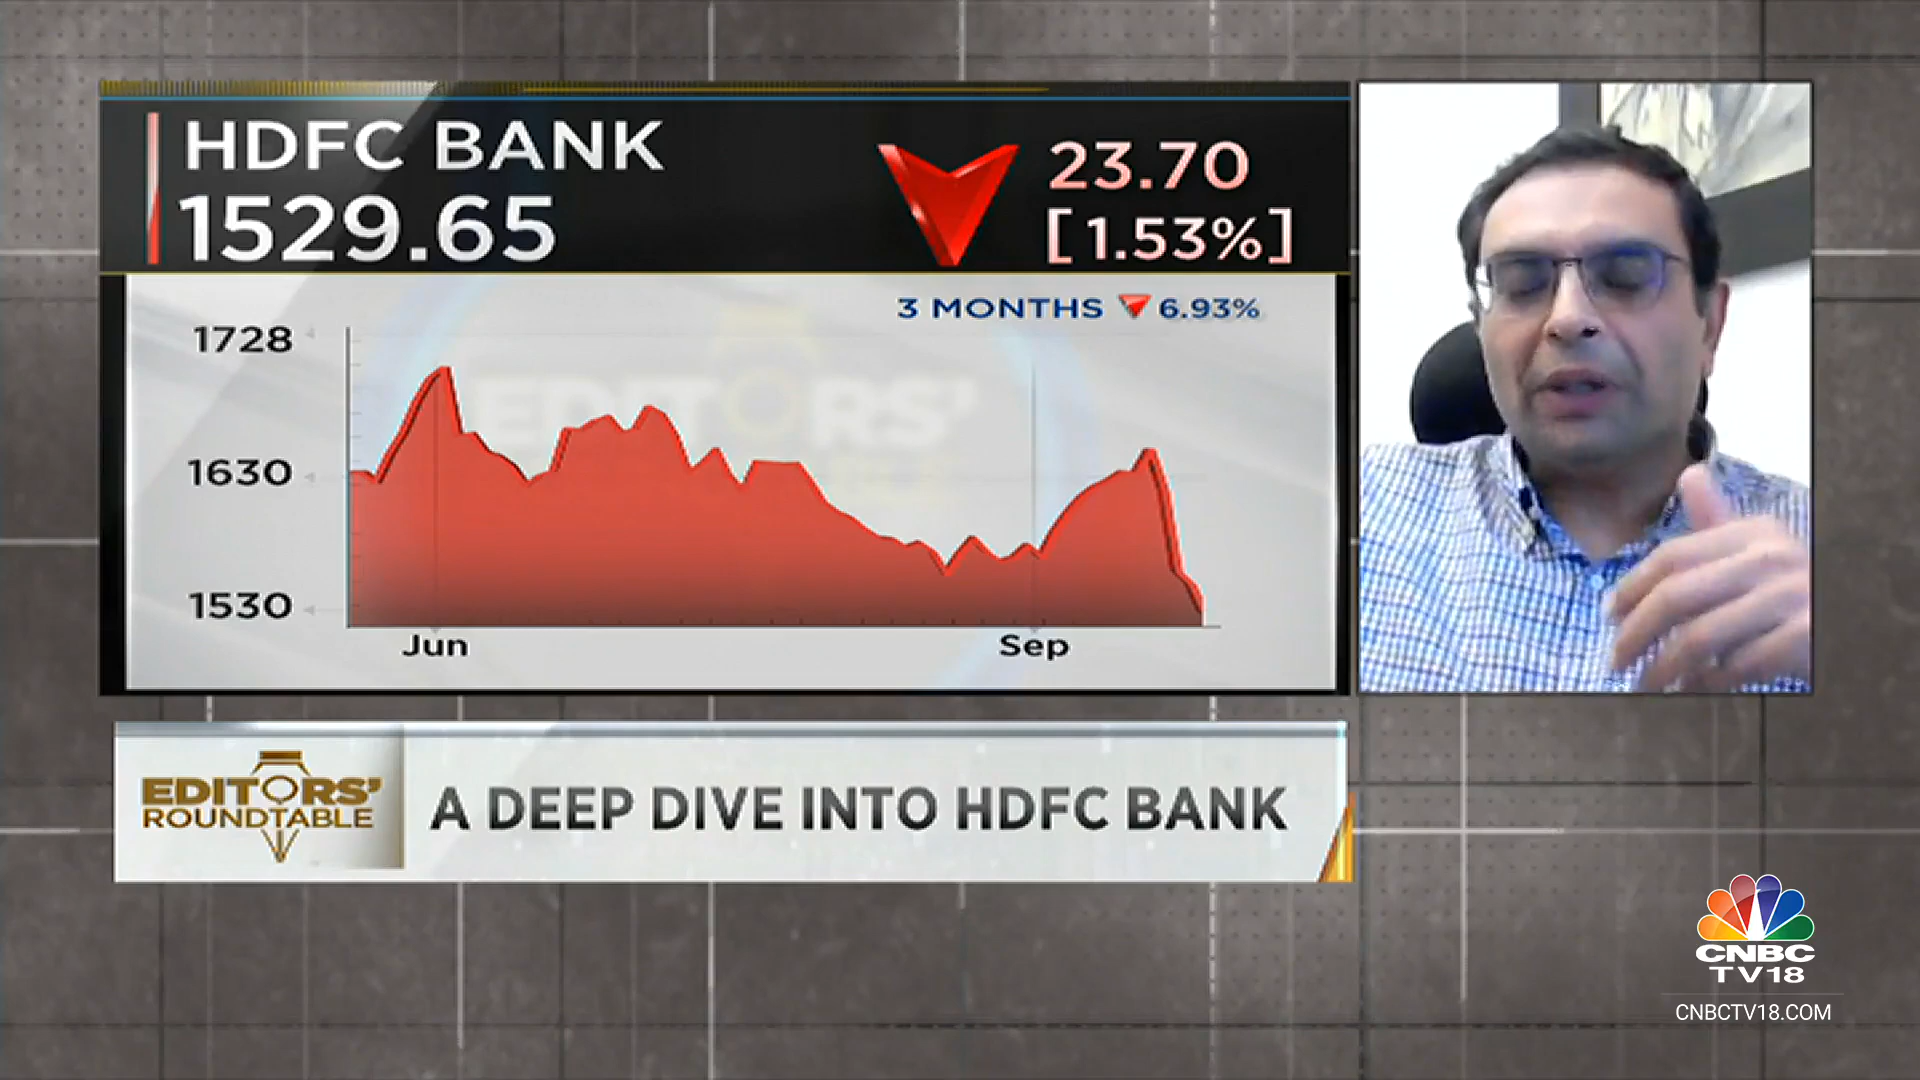 HDFC BANK
1529.65
23.70
[1.53%]
3 MONTHS 6.93%
1728
1630
1530
Jun
Sep
EDITORS'
EDITORS'
ROUNDTABLE
A DEEP DIVE INTO HDFC BANK
CNBC
TV18
CNBCTV18.COM